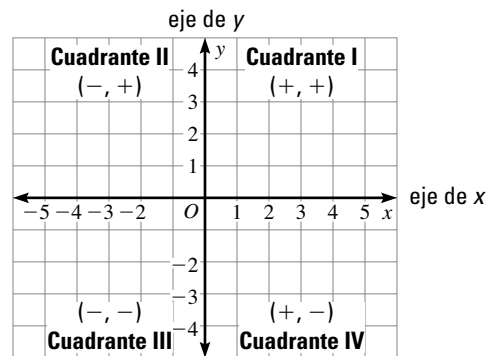 eje de y
Cuadrante II
(−, +)
Cuadrante I
(+, +)
y
4
3
2
1
−5 −4 −3 −2 O 1 2 3 4 5 x
eje de x
−2
−3
−4
(−, −)
Cuadrante III
(+, −)
Cuadrante IV